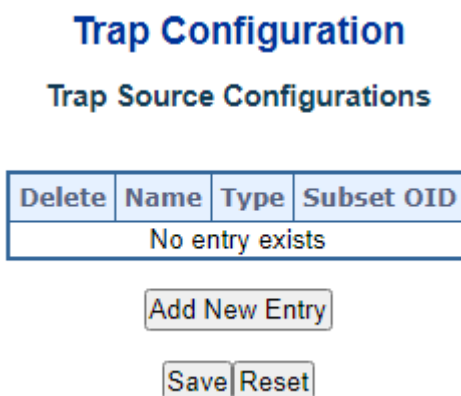 Trap Configuration
Trap Source Configurations
Delete Name Type Subset OID
No entry exists
Add New Entry
Save Reset